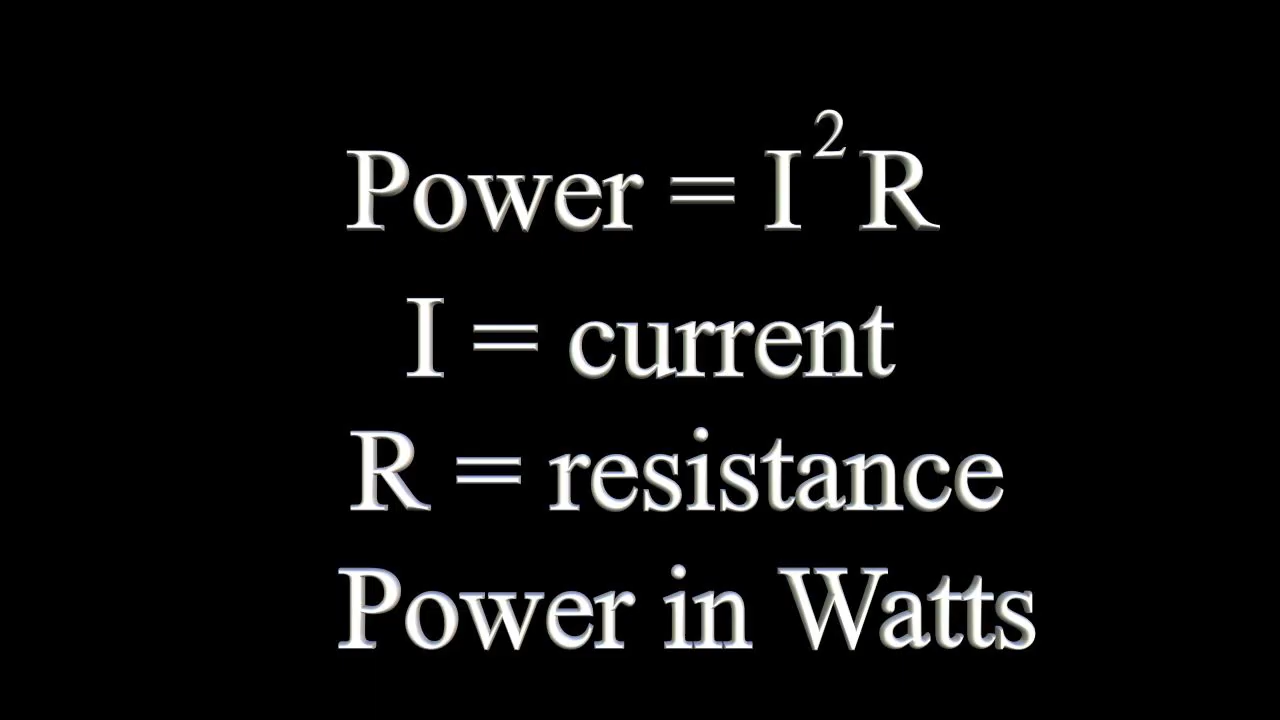 Power = I²R
I = current
R = resistance
Power in Watts